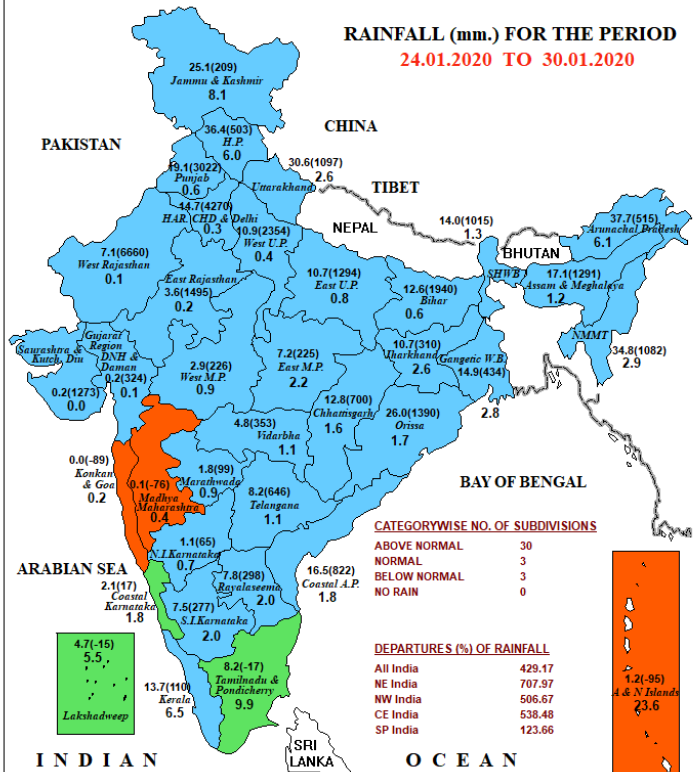 RAINFALL (mm.) FOR THE PERIOD
24.01.2020 TO 30.01.2020
25.1(209)
Jammu & Kashmir
8.1
CHINA
36.4(503)
H.P.
6.0
PAKISTAN
19.1(3022)
Punjab
0.6
30.6(1097)
Uttarakhand
2.6
TIBET
14.7(4270)
HAR. CHD & Delhi
0.3
10.9(2354)
West U.P.
0.4
NEPAL
14.0(1015)
1.3
SHWB
BHUTAN
37.7(515)
Arunachal Pradesh
6.1
7.1(6660)
West Rajasthan
0.1
East Rajasthan
3.6(1495)
0.2
10.7(1294)
East U.P.
0.8
12.6(1940)
Bihar
0.6
17.1(1291)
Assam & Meghalaya
1.2
NMMT
34.8(1082)
2.9
Saurashtra &
Kutch, Diu
0.2(1273)
0.0
Gujarat
Region
DNH &
Daman
0.2(324)
0.1
2.9(226)
West M.P.
0.9
7.2(225)
East M.P.
2.2
10.7(310)
Jharkhand
2.6
Gangetic W.B.
14.9(434)
2.8
12.8(700)
Chhattisgarh
1.6
26.0(1390)
Orissa
1.7
4.8(353)
Vidarbha
1.1
0.0(-89)
Konkan
& Goa
0.2
0.1(-76)
Madhya
Maharashtra
0.4
1.8(99)
Marathwada
0.9
8.2(646)
Telangana
1.1
BAY OF BENGAL
1.1(65)
N.I.Karnataka
0.7
ARABIAN SEA
2.1(17)
Coastal
Karnataka
1.8
7.8(298)
Rayalaseema
2.0
16.5(822)
Coastal A.P.
1.8
7.5(277)
S.I.Karnataka
2.0
CATEGORYWISE NO. OF SUBDIVISIONS
ABOVE NORMAL 30
NORMAL 3
BELOW NORMAL 3
NO RAIN 0
4.7(-15)
5.5
Lakshadweep
13.7(110)
Kerala
6.5
8.2(-17)
Tamilnadu &
Pondicherry
9.9
DEPARTURES (%) OF RAINFALL
All India 429.17
NE India 707.97
NW India 506.67
CE India 538.48
SP India 123.66
1.2(-95)
A & N Islands
23.6
SRI
LANKA
INDIAN OCEAN